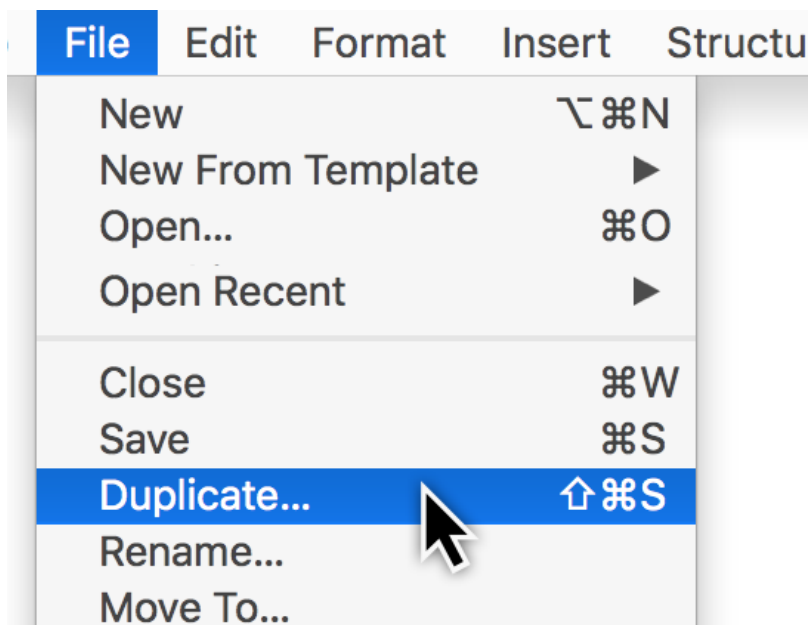 File Edit Format Insert Structu
New ⌥⌘N
New From Template ▶
Open... ⌘O
Open Recent ▶
Close ⌘W
Save ⌘S
Duplicate... ⇧⌘S
Rename...
Move To...